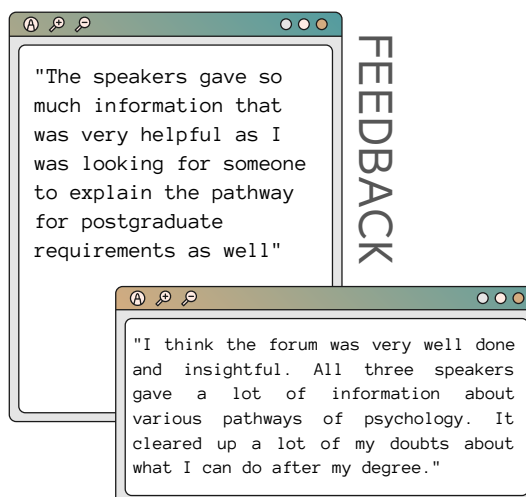 "The speakers gave so
much information that
was very helpful as I
was looking for someone
to explain the pathway
for postgraduate
requirements as well"
FEEDBACK
"I think the forum was very well done
and insightful. All three speakers
gave a lot of information about
various pathways of psychology. It
cleared up a lot of my doubts about
what I can do after my degree."